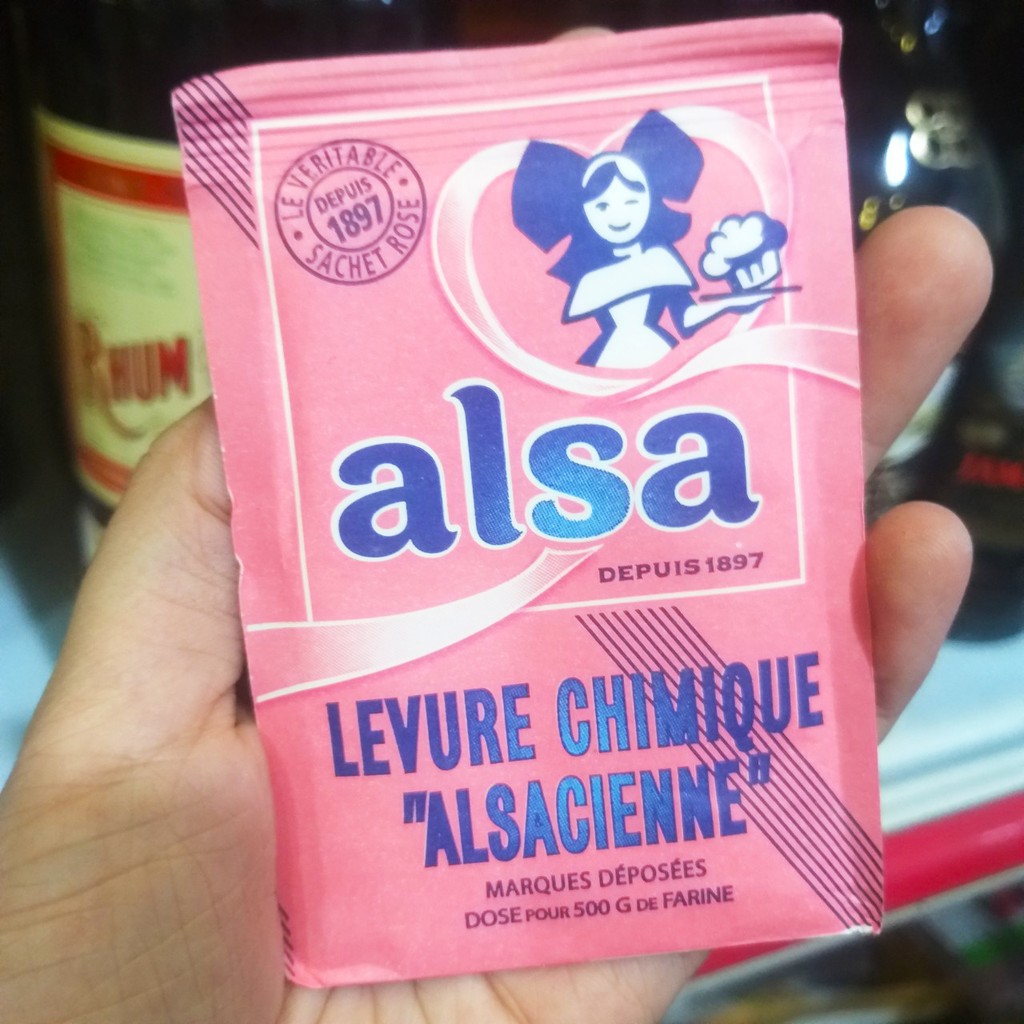 LE VÉRITABLE
DEPUIS
1897
SACHET ROSE
alsa
DEPUIS 1897
LEVURE CHIMIQUE
"ALSACIENNE"
MARQUES DÉPOSÉES
DOSE POUR 500 G DE FARINE
RHUM